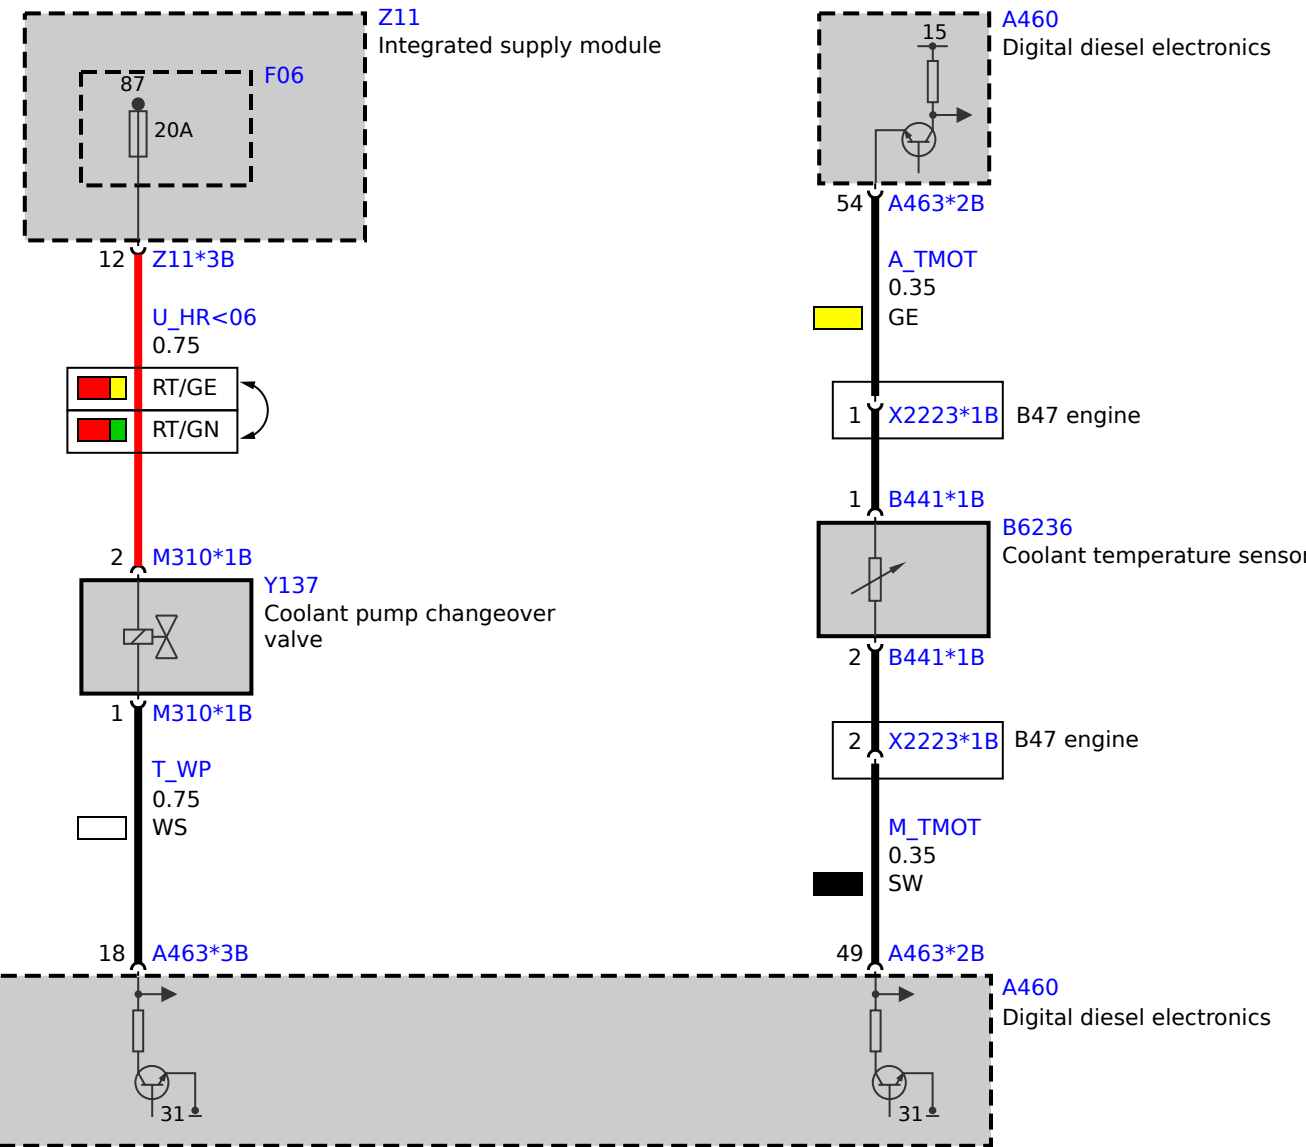 Z11
Integrated supply module
F06
87
20A
12 Z11*3B
U_HR<06
0.75
RT/GE
RT/GN
2 M310*1B
Y137
Coolant pump changeover
valve
1 M310*1B
T_WP
0.75
WS
18 A463*3B
A460
Digital diesel electronics
15
54 A463*2B
A_TMOT
0.35
GE
1 X2223*1B B47 engine
1 B441*1B
B6236
Coolant temperature sensor
2 B441*1B
2 X2223*1B B47 engine
M_TMOT
0.35
SW
49 A463*2B
A460
Digital diesel electronics
31
31